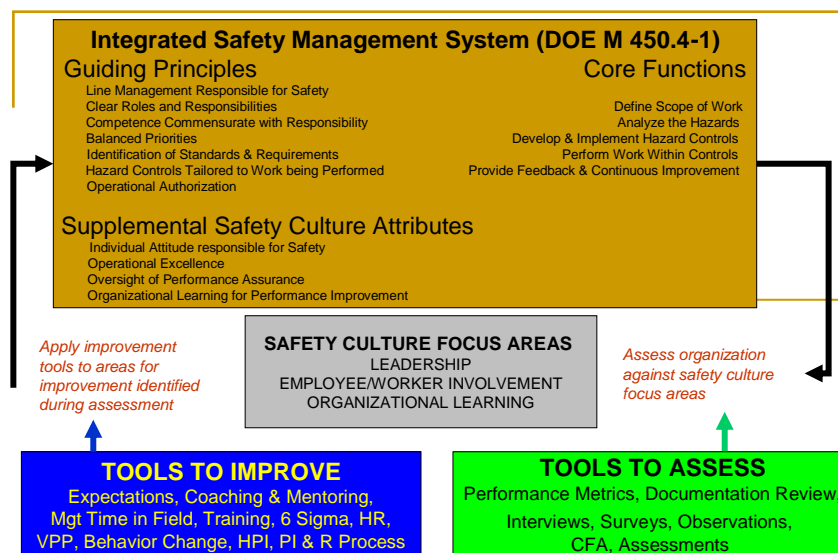 Integrated Safety Management System (DOE M 450.4-1)
Guiding Principles
Line Management Responsible for Safety
Clear Roles and Responsibilities
Competence Commensurate with Responsibility
Balanced Priorities
Identification of Standards & Requirements
Hazard Controls Tailored to Work being Performed
Operational Authorization
Core Functions
Define Scope of Work
Analyze the Hazards
Develop & Implement Hazard Controls
Perform Work Within Controls
Provide Feedback & Continuous Improvement
Supplemental Safety Culture Attributes
Individual Attitude responsible for Safety
Operational Excellence
Oversight of Performance Assurance
Organizational Learning for Performance Improvement
Apply improvement
tools to areas for
improvement identified
during assessment
SAFETY CULTURE FOCUS AREAS
LEADERSHIP
EMPLOYEE/WORKER INVOLVEMENT
ORGANIZATIONAL LEARNING
Assess organization
against safety culture
focus areas
TOOLS TO IMPROVE
Expectations, Coaching & Mentoring,
Mgt Time in Field, Training, 6 Sigma, HR,
VPP, Behavior Change, HPI, PI & R Process
TOOLS TO ASSESS
Performance Metrics, Documentation Review,
Interviews, Surveys, Observations,
CFA, Assessments